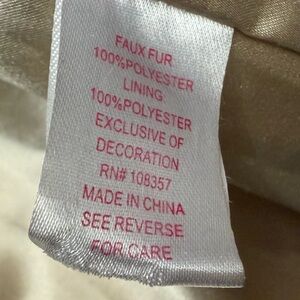 FAUX FUR
100%POLYESTER
LINING
100%POLYESTER
EXCLUSIVE OF
DECORATION
RN# 108357
MADE IN CHINA
SEE REVERSE
FOR CARE